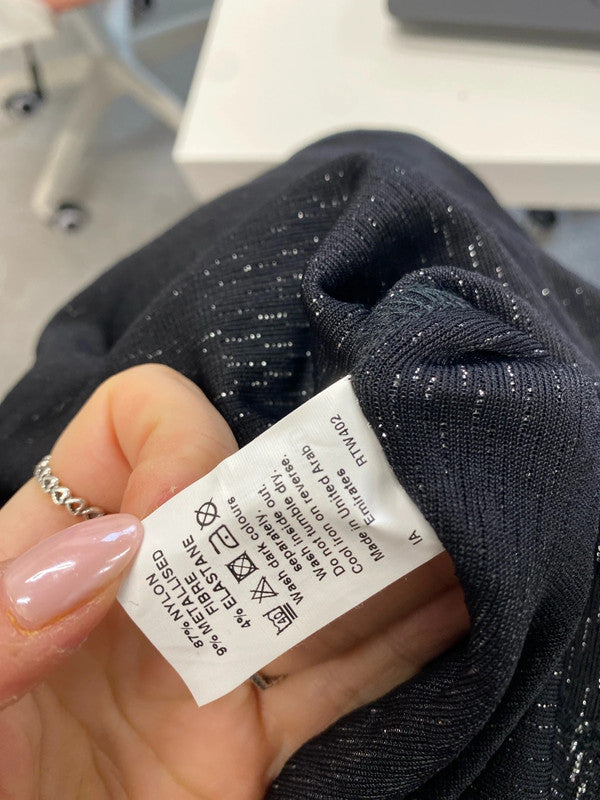 87% NYLON
9% METALLISED
FIBRE
4% ELASTANE
40
Wash dark colours
separately.
Wash inside out.
Do not tumble dry.
Cool iron on reverse.
Made in United Arab
Emirates
RTW402
IA